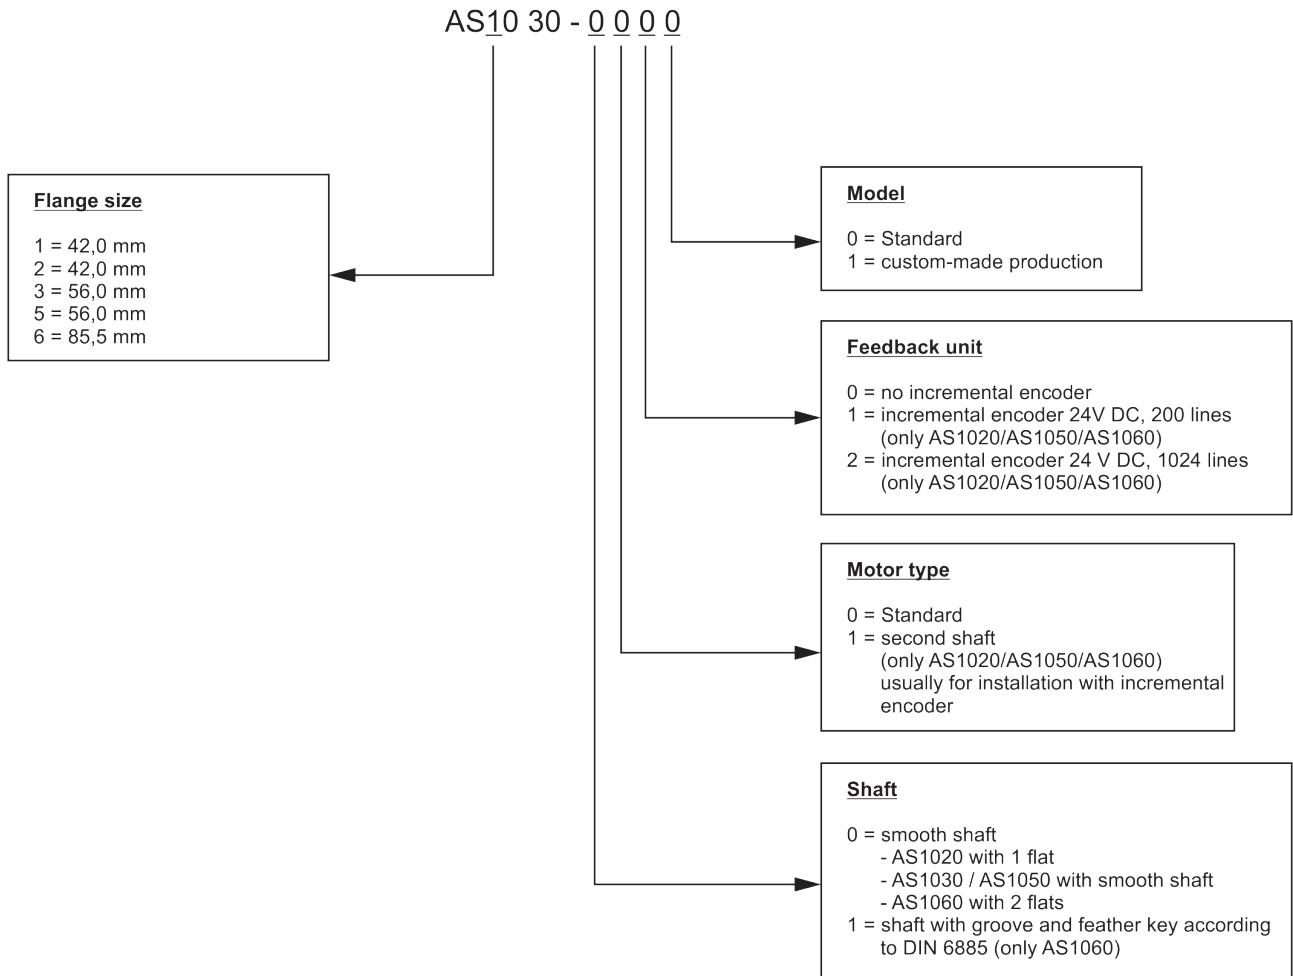 AS10 30 - 0 0 0 0
Flange size
1 = 42,0 mm
2 = 42,0 mm
3 = 56,0 mm
5 = 56,0 mm
6 = 85,5 mm
Model
0 = Standard
1 = custom-made production
Feedback unit
0 = no incremental encoder
1 = incremental encoder 24V DC, 200 lines
(only AS1020/AS1050/AS1060)
2 = incremental encoder 24 V DC, 1024 lines
(only AS1020/AS1050/AS1060)
Motor type
0 = Standard
1 = second shaft
(only AS1020/AS1050/AS1060)
usually for installation with incremental
encoder
Shaft
0 = smooth shaft
- AS1020 with 1 flat
- AS1030 / AS1050 with smooth shaft
- AS1060 with 2 flats
1 = shaft with groove and feather key according
to DIN 6885 (only AS1060)